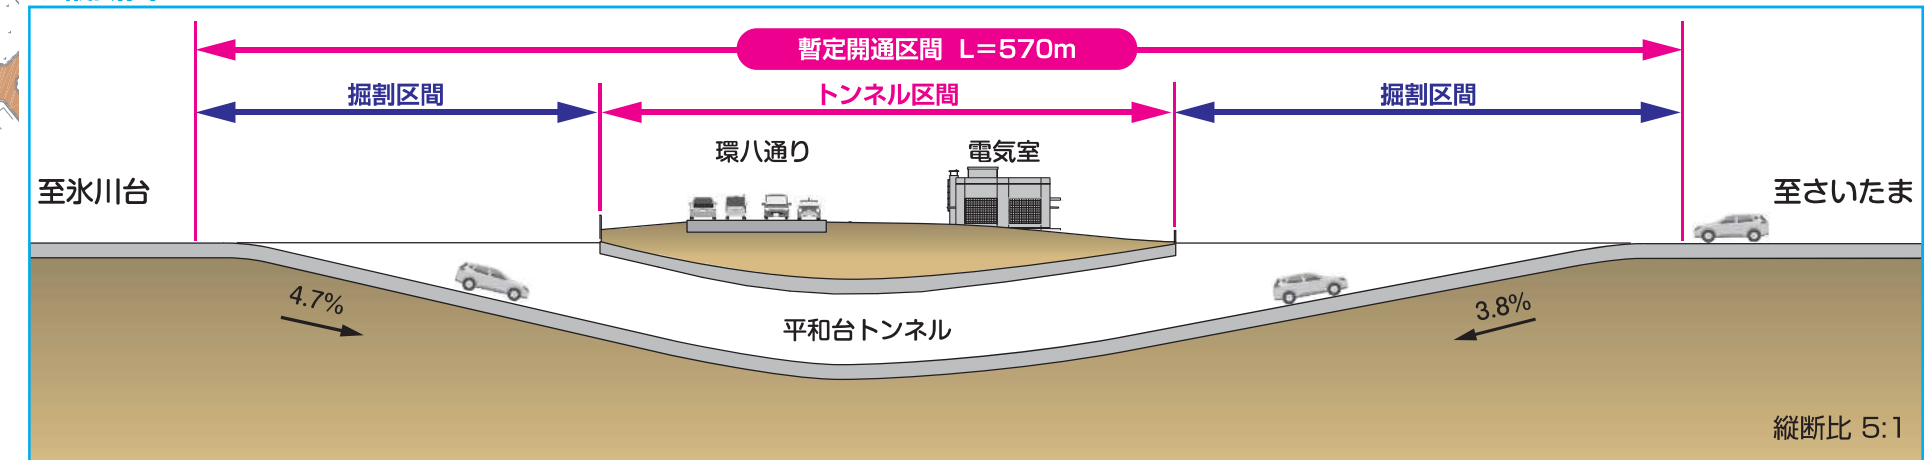 暫定開通区間 L=570m
掘割区間
トンネル区間
掘割区間
環八通り
電気室
至氷川台
至さいたま
4.7%
3.8%
平和台トンネル
縦断比 5:1